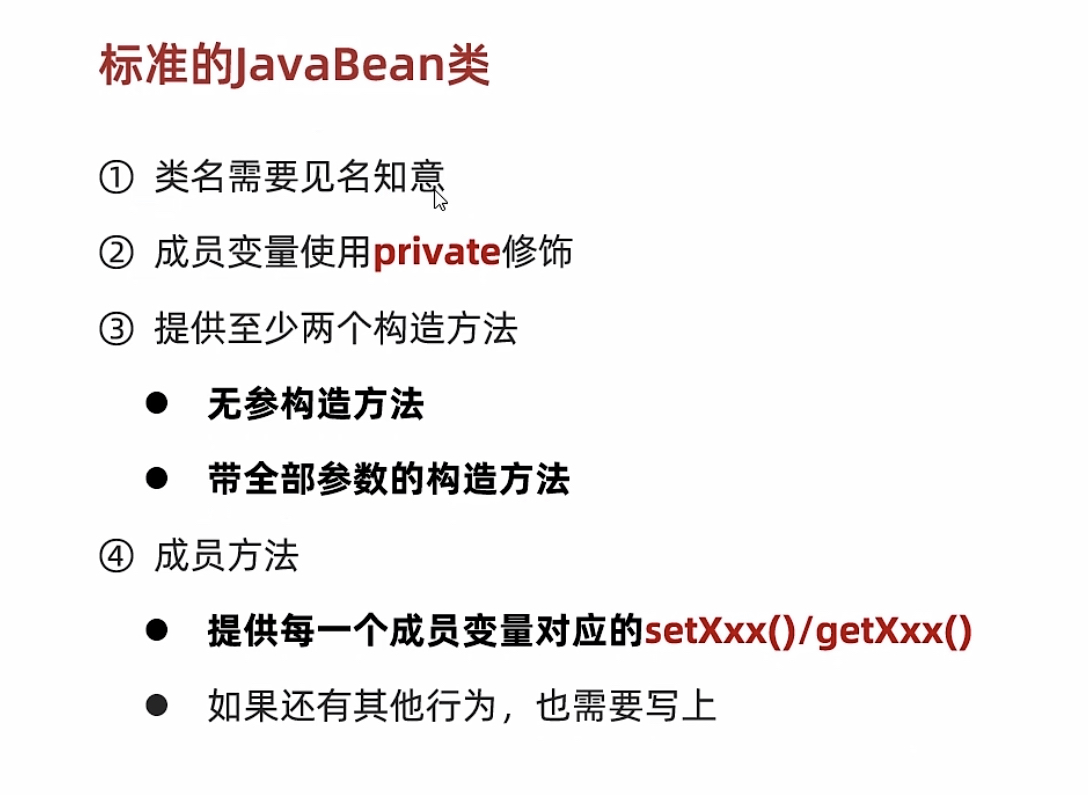 标准的JavaBean类
① 类名需要见名知意
② 成员变量使用private修饰
③ 提供至少两个构造方法
● 无参构造方法
● 带全部参数的构造方法
④ 成员方法
● 提供每一个成员变量对应的setXxx()/getXxx()
● 如果还有其他行为，也需要写上